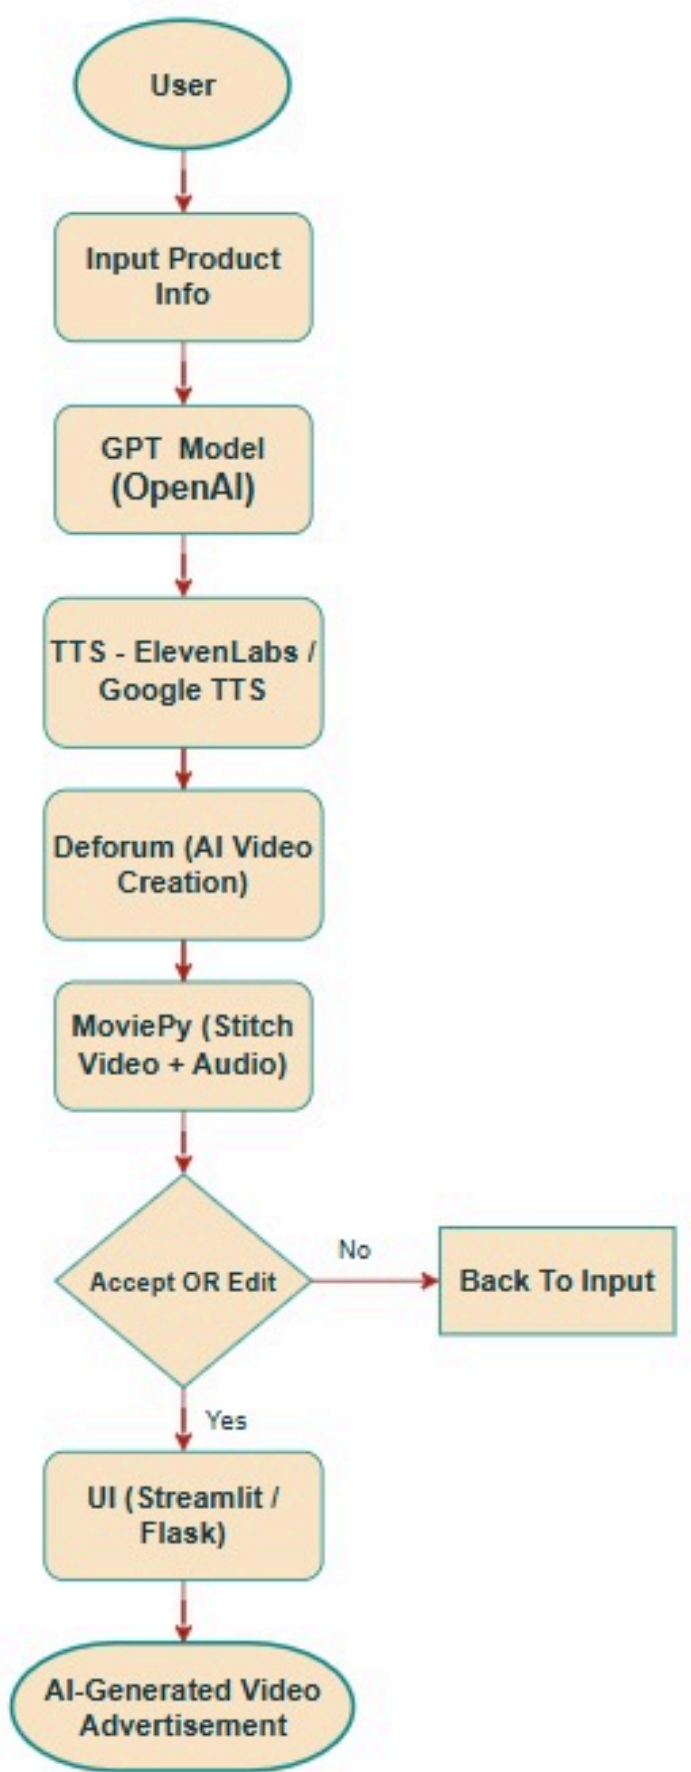 User
Input Product
Info
GPT Model
(OpenAI)
TTS - ElevenLabs /
Google TTS
Deforum (AI Video
Creation)
MoviePy (Stitch
Video + Audio)
Accept OR Edit
No
Back To Input
Yes
UI (Streamlit /
Flask)
AI-Generated Video
Advertisement